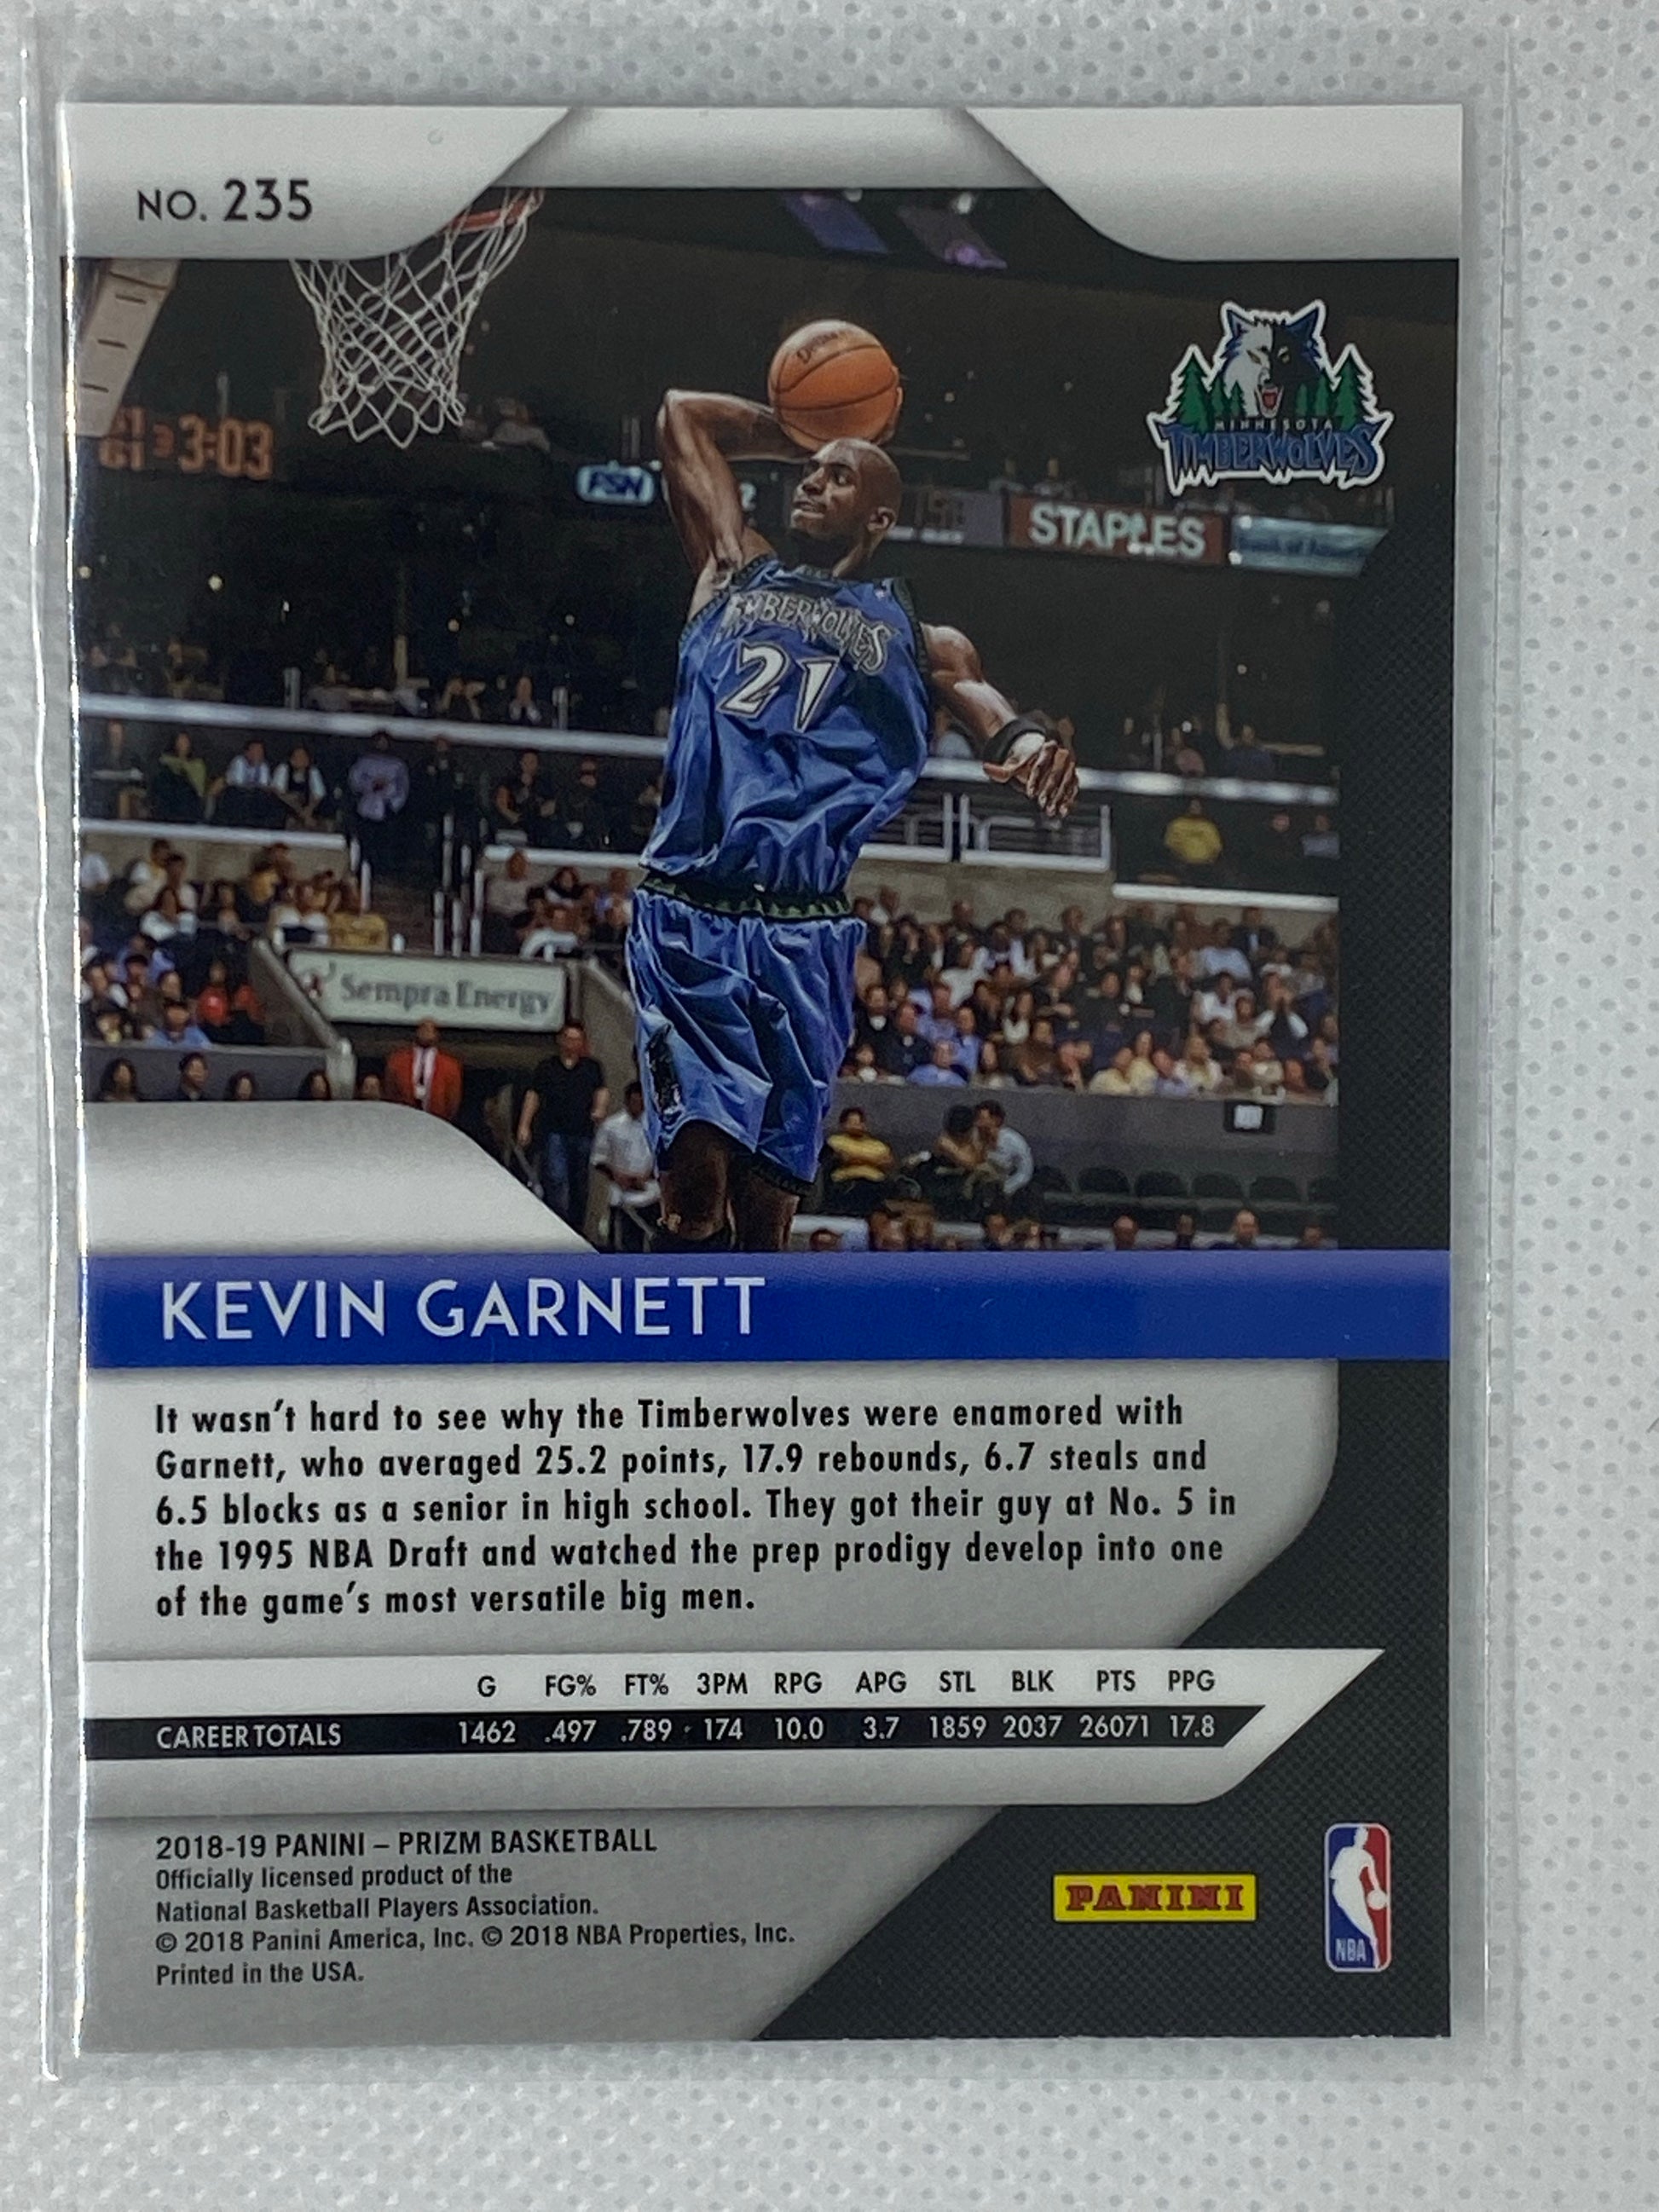 NO. 235
3:03
FSN
STAPLES
MINNESOTA
TIMBERWOLVES
TIMBERWOLVES
21
Sempra Energy
KEVIN GARNETT
It wasn't hard to see why the Timberwolves were enamored with
Garnett, who averaged 25.2 points, 17.9 rebounds, 6.7 steals and
6.5 blocks as a senior in high school. They got their guy at No. 5 in
the 1995 NBA Draft and watched the prep prodigy develop into one
of the game's most versatile big men.
G FG% FT% 3PM RPG APG STL BLK PTS PPG
CAREER TOTALS 1462 .497 .789 174 10.0 3.7 1859 2037 26071 17.8
2018-19 PANINI – PRIZM BASKETBALL
Officially licensed product of the
National Basketball Players Association.
© 2018 Panini America, Inc. © 2018 NBA Properties, Inc.
Printed in the USA.
PANINI
NBA